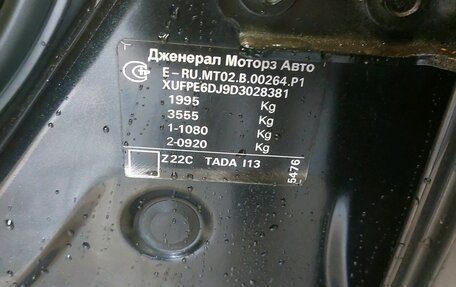 Дженерал Моторз Авто
E-RU.MT02.B.00264.P1
XUFPE6DJ9D3028381
1995 Kg
3555 Kg
1-1080 Kg
2-0920 Kg
Z22C TADA I13
5476